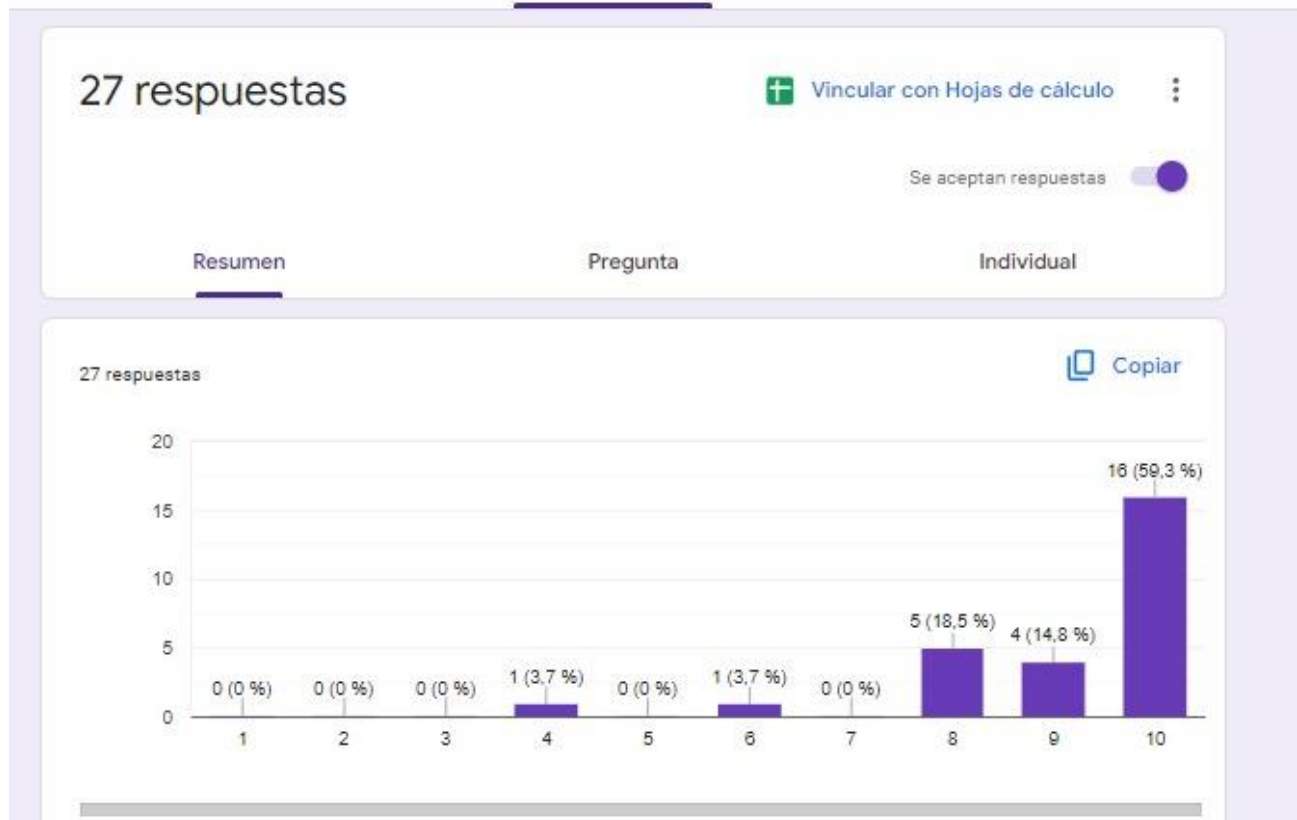 27 respuestas
Vincular con Hojas de cálculo
Se aceptan respuestas
Resumen Pregunta Individual
27 respuestas
Copiar
20
16 (59,3 %)
15
10
5 (18,5 %)
4 (14,8 %)
5
0 (0 %) 0 (0 %) 0 (0 %) 1 (3,7 %) 0 (0 %) 1 (3,7 %) 0 (0 %)
0
1 2 3 4 5 6 7 8 9 10